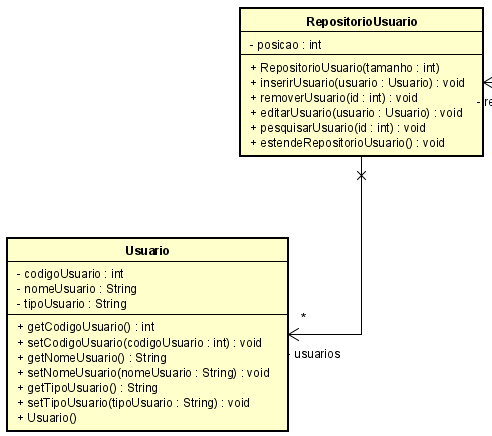 RepositorioUsuario
- posicao : int
+ RepositorioUsuario(tamanho : int)
+ inserirUsuario(usuario : Usuario) : void
+ removerUsuario(id : int) : void
+ editarUsuario(usuario : Usuario) : void
+ pesquisarUsuario(id : int) : void
+ estendeRepositorioUsuario() : void
Usuario
- codigoUsuario : int
- nomeUsuario : String
- tipoUsuario : String
+ getCodigoUsuario() : int
+ setCodigoUsuario(codigoUsuario : int) : void
+ getNomeUsuario() : String
+ setNomeUsuario(nomeUsuario : String) : void
+ getTipoUsuario() : String
+ setTipoUsuario(tipoUsuario : String) : void
+ Usuario()
*
- usuarios